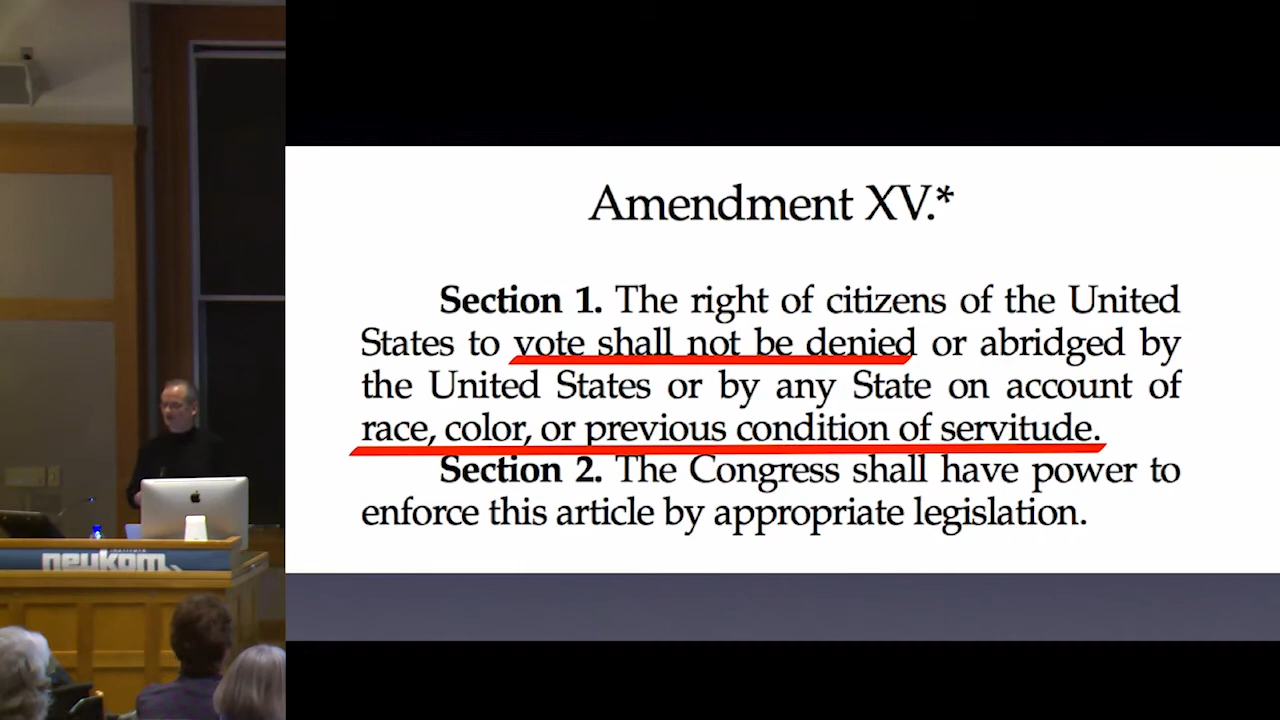 Amendment XV.*
Section 1. The right of citizens of the United
States to vote shall not be denied or abridged by
the United States or by any State on account of
race, color, or previous condition of servitude.
Section 2. The Congress shall have power to
enforce this article by appropriate legislation.
INSTITUTE
neukom